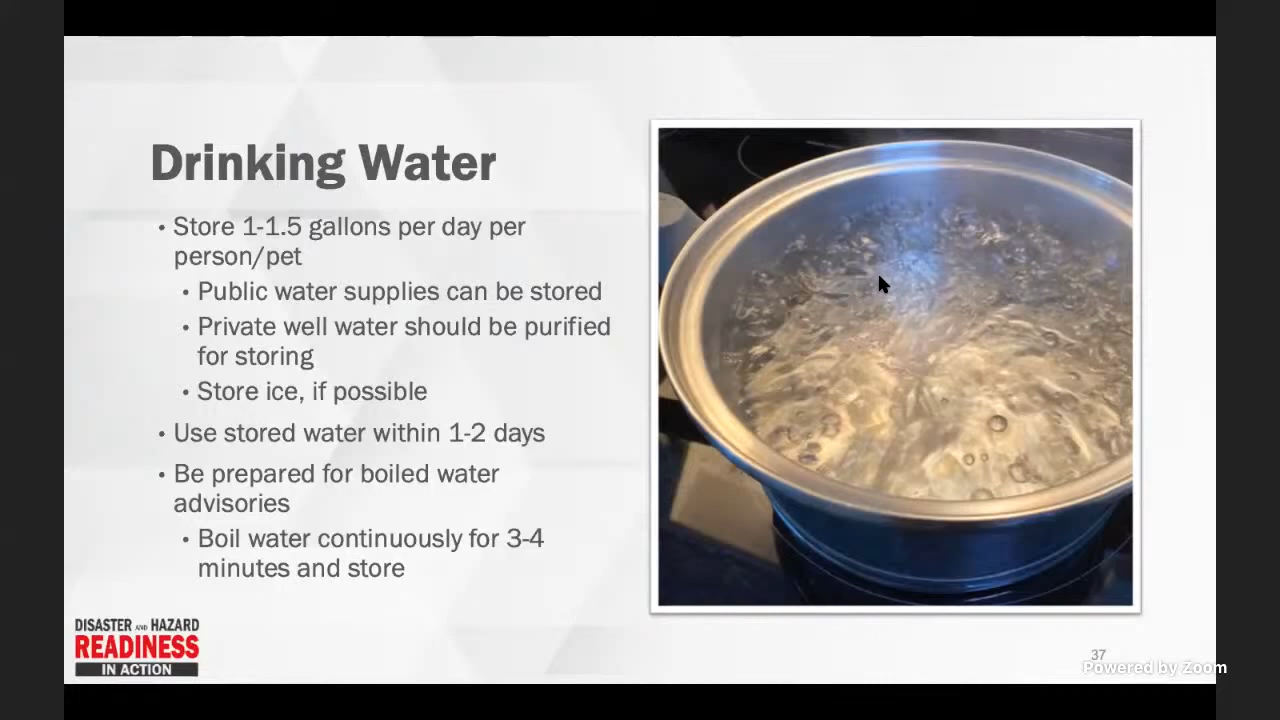 Drinking Water
• Store 1-1.5 gallons per day per
person/pet
• Public water supplies can be stored
• Private well water should be purified
for storing
• Store ice, if possible
• Use stored water within 1-2 days
• Be prepared for boiled water
advisories
• Boil water continuously for 3-4
minutes and store
DISASTER AND HAZARD
READINESS
IN ACTION
37
Powered by Zoom